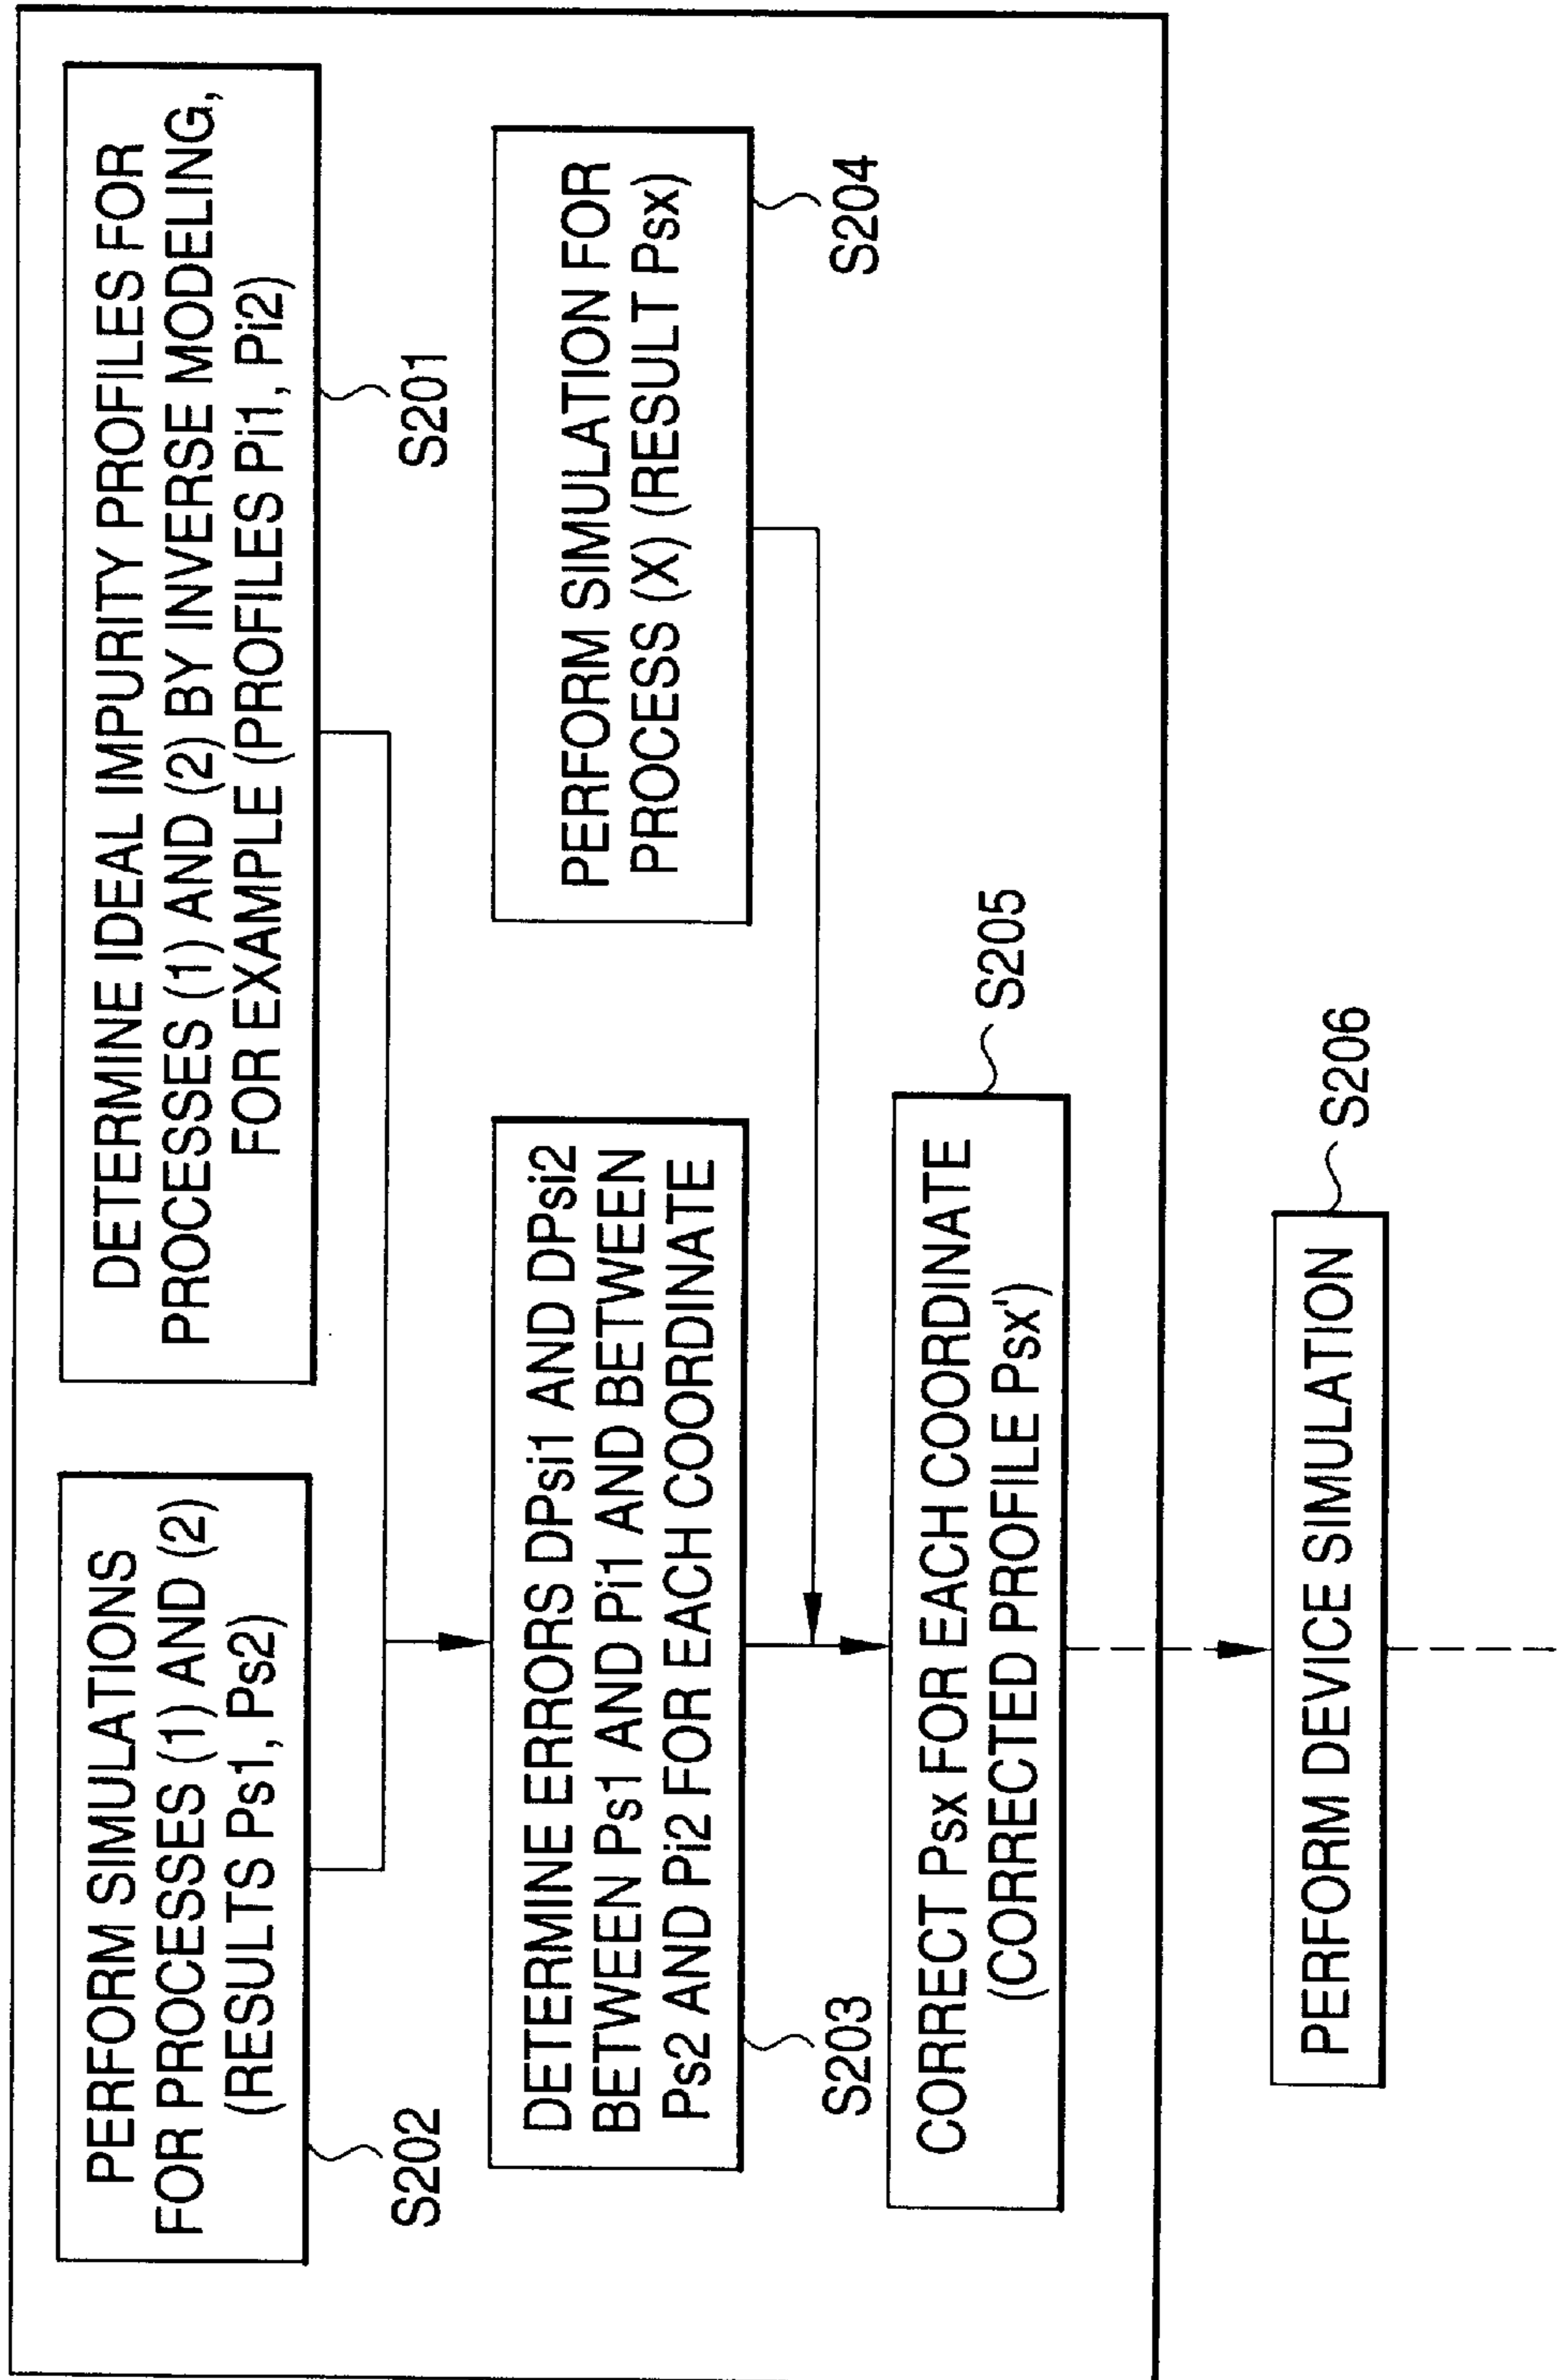 PERFORM SIMULATIONS
FOR PROCESSES (1) AND (2)
(RESULTS Ps1, Ps2)
S202
DETERMINE IDEAL IMPURITY PROFILES FOR
PROCESSES (1) AND (2) BY INVERSE MODELING,
FOR EXAMPLE (PROFILES Pi1, Pi2)
S201
DETERMINE ERRORS DPsi1 AND DPsi2
BETWEEN Ps1 AND Pi1 AND BETWEEN
Ps2 AND Pi2 FOR EACH COORDINATE
S203
PERFORM SIMULATION FOR
PROCESS (X) (RESULT Psx)
S204
CORRECT Psx FOR EACH COORDINATE
(CORRECTED PROFILE Psx')
S205
PERFORM DEVICE SIMULATION
S206